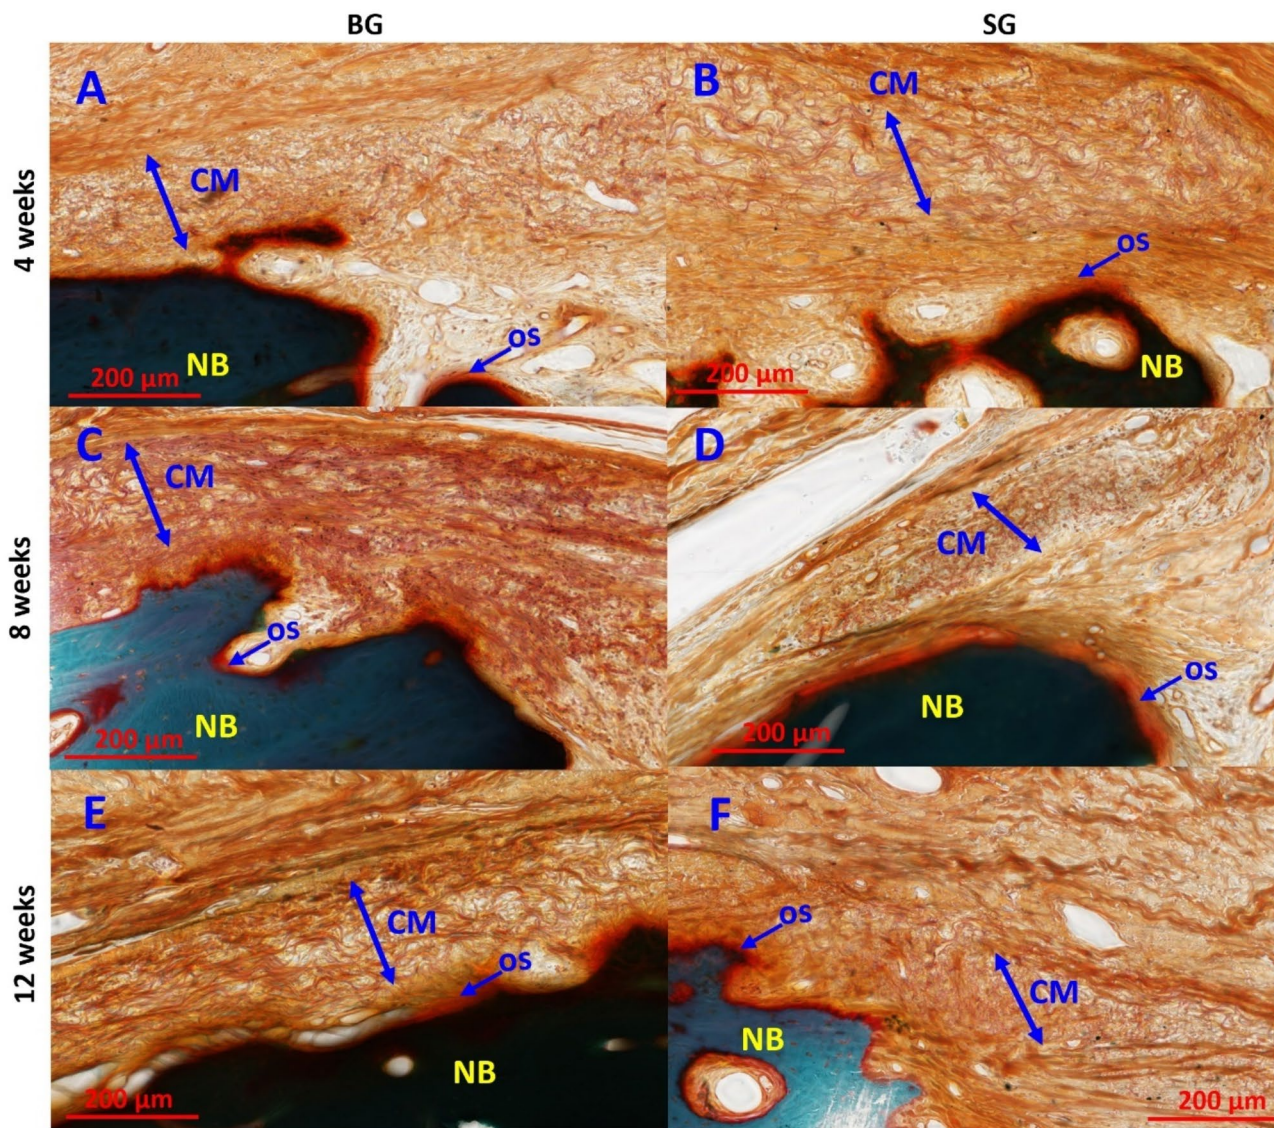 BG
SG
4 weeks
A
CM
OS
NB
200 µm
B
CM
OS
NB
200 µm
8 weeks
C
CM
OS
NB
200 µm
D
CM
OS
NB
200 µm
12 weeks
E
CM
OS
NB
200 µm
F
OS
CM
NB
200 µm